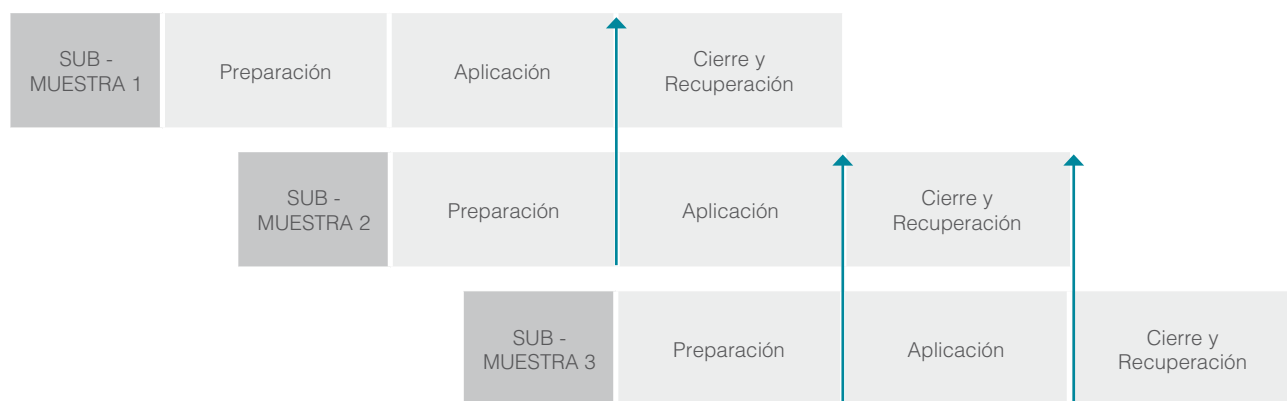 SUB -
MUESTRA 1
Preparación
Aplicación
Cierre y
Recuperación
SUB -
MUESTRA 2
Preparación
Aplicación
Cierre y
Recuperación
SUB -
MUESTRA 3
Preparación
Aplicación
Cierre y
Recuperación